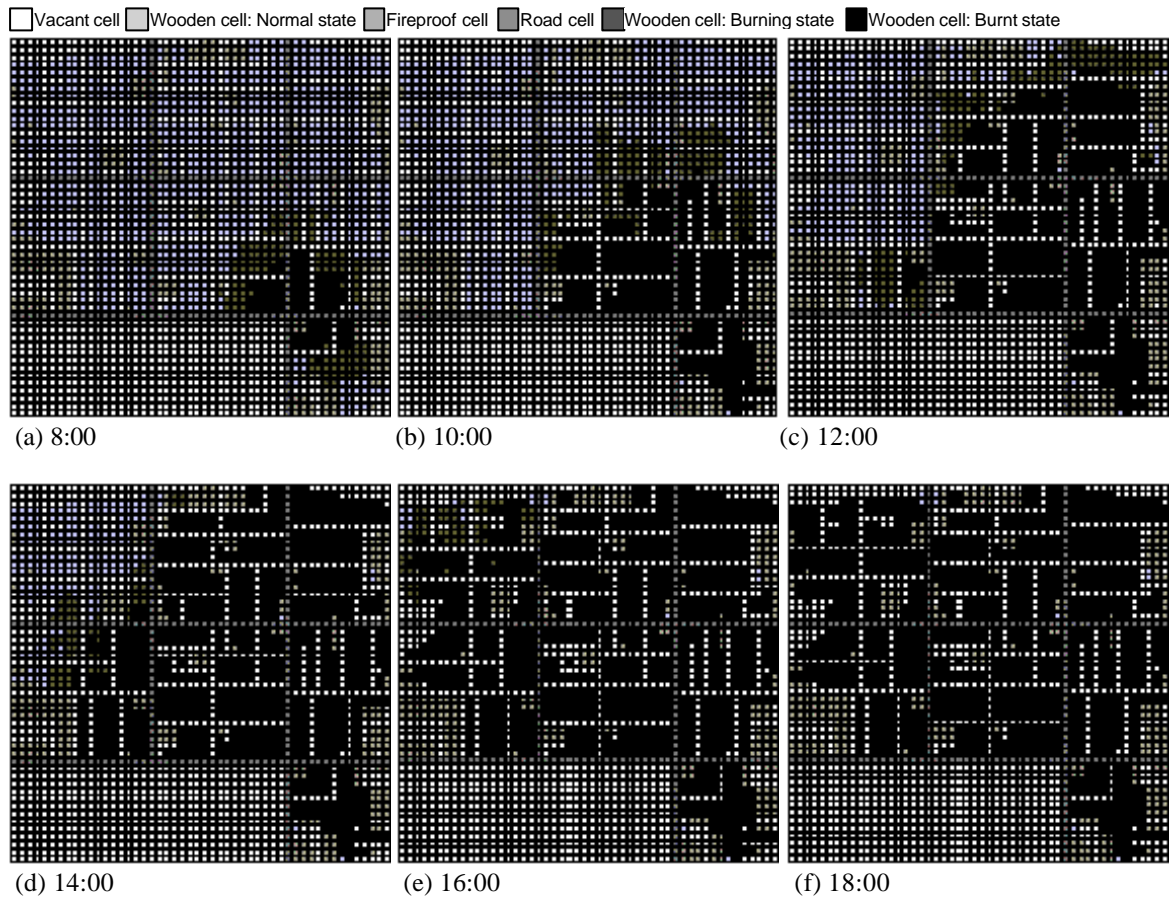 Vacant cell Wooden cell: Normal state Fireproof cell Road cell Wooden cell: Burning state Wooden cell: Burnt state
(a) 8:00 (b) 10:00 (c) 12:00
(d) 14:00 (e) 16:00 (f) 18:00